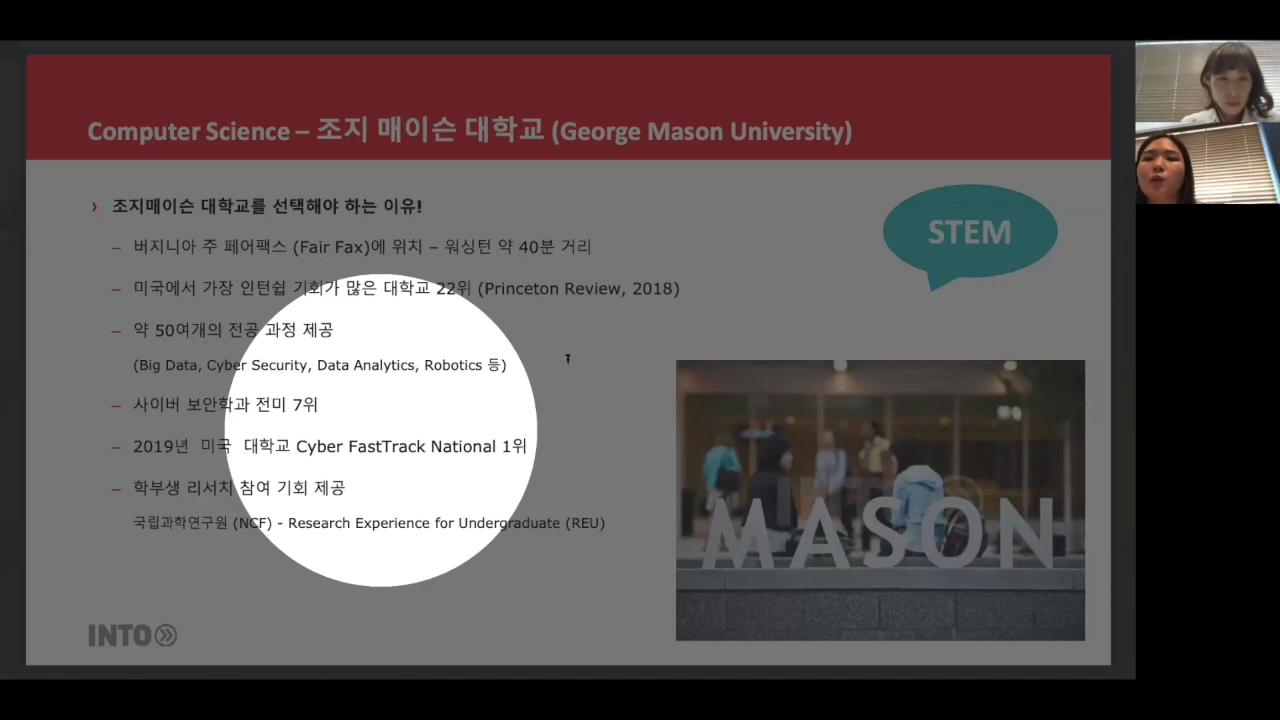 Computer Science – 조지 매이슨 대학교 (George Mason University)
› 조지매이슨 대학교를 선택해야 하는 이유!
– 버지니아 주 페어팩스 (Fair Fax)에 위치 – 워싱턴 약 40분 거리
– 미국에서 가장 인턴쉽 기회가 많은 대학교 22위 (Princeton Review, 2018)
– 약 50여개의 전공 과정 제공
(Big Data, Cyber Security, Data Analytics, Robotics 등)
– 사이버 보안학과 전미 7위
– 2019년 미국 대학교 Cyber FastTrack National 1위
– 학부생 리서치 참여 기회 제공
국립과학연구원 (NCF) - Research Experience for Undergraduate (REU)
STEM
MASON
INTO